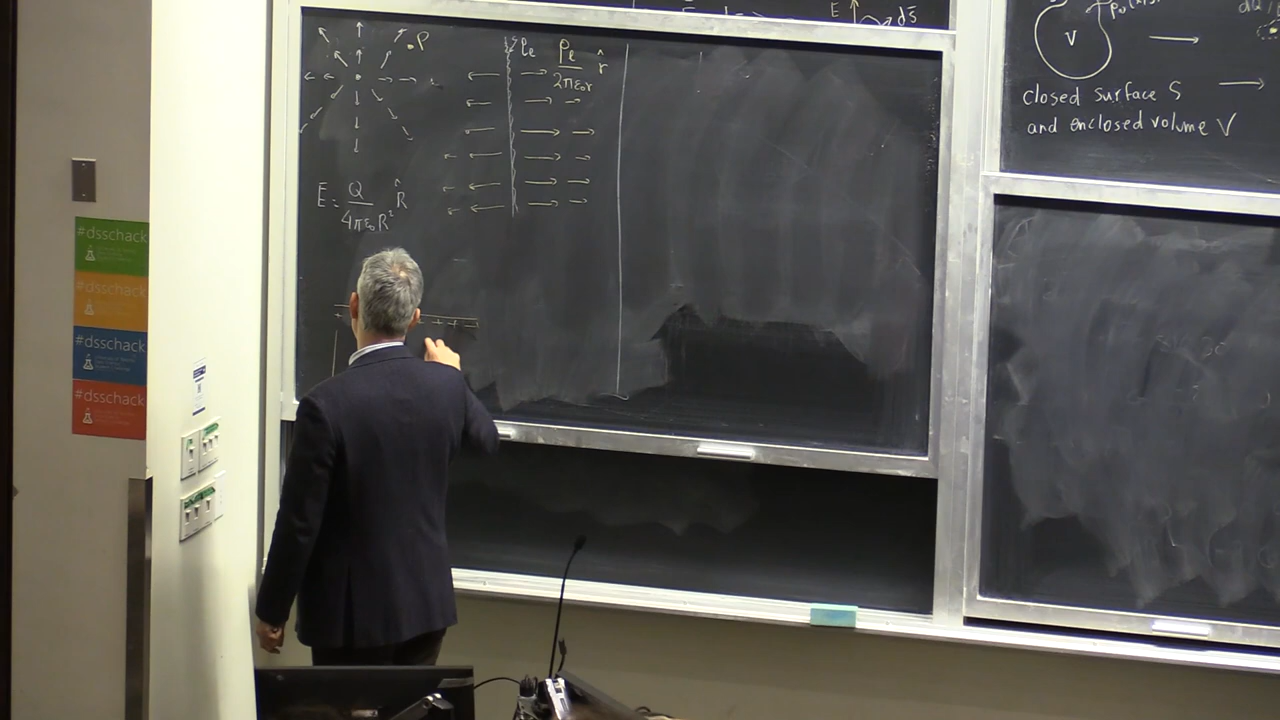 .P
E = Q / 4πε₀R² R̂
ρℓ
ρℓ / 2πε₀r r̂
+ + + +
E
ds̄
V
closed surface S
and enclosed volume V
#dsschack
#dsschack
#dsschack
#dsschack